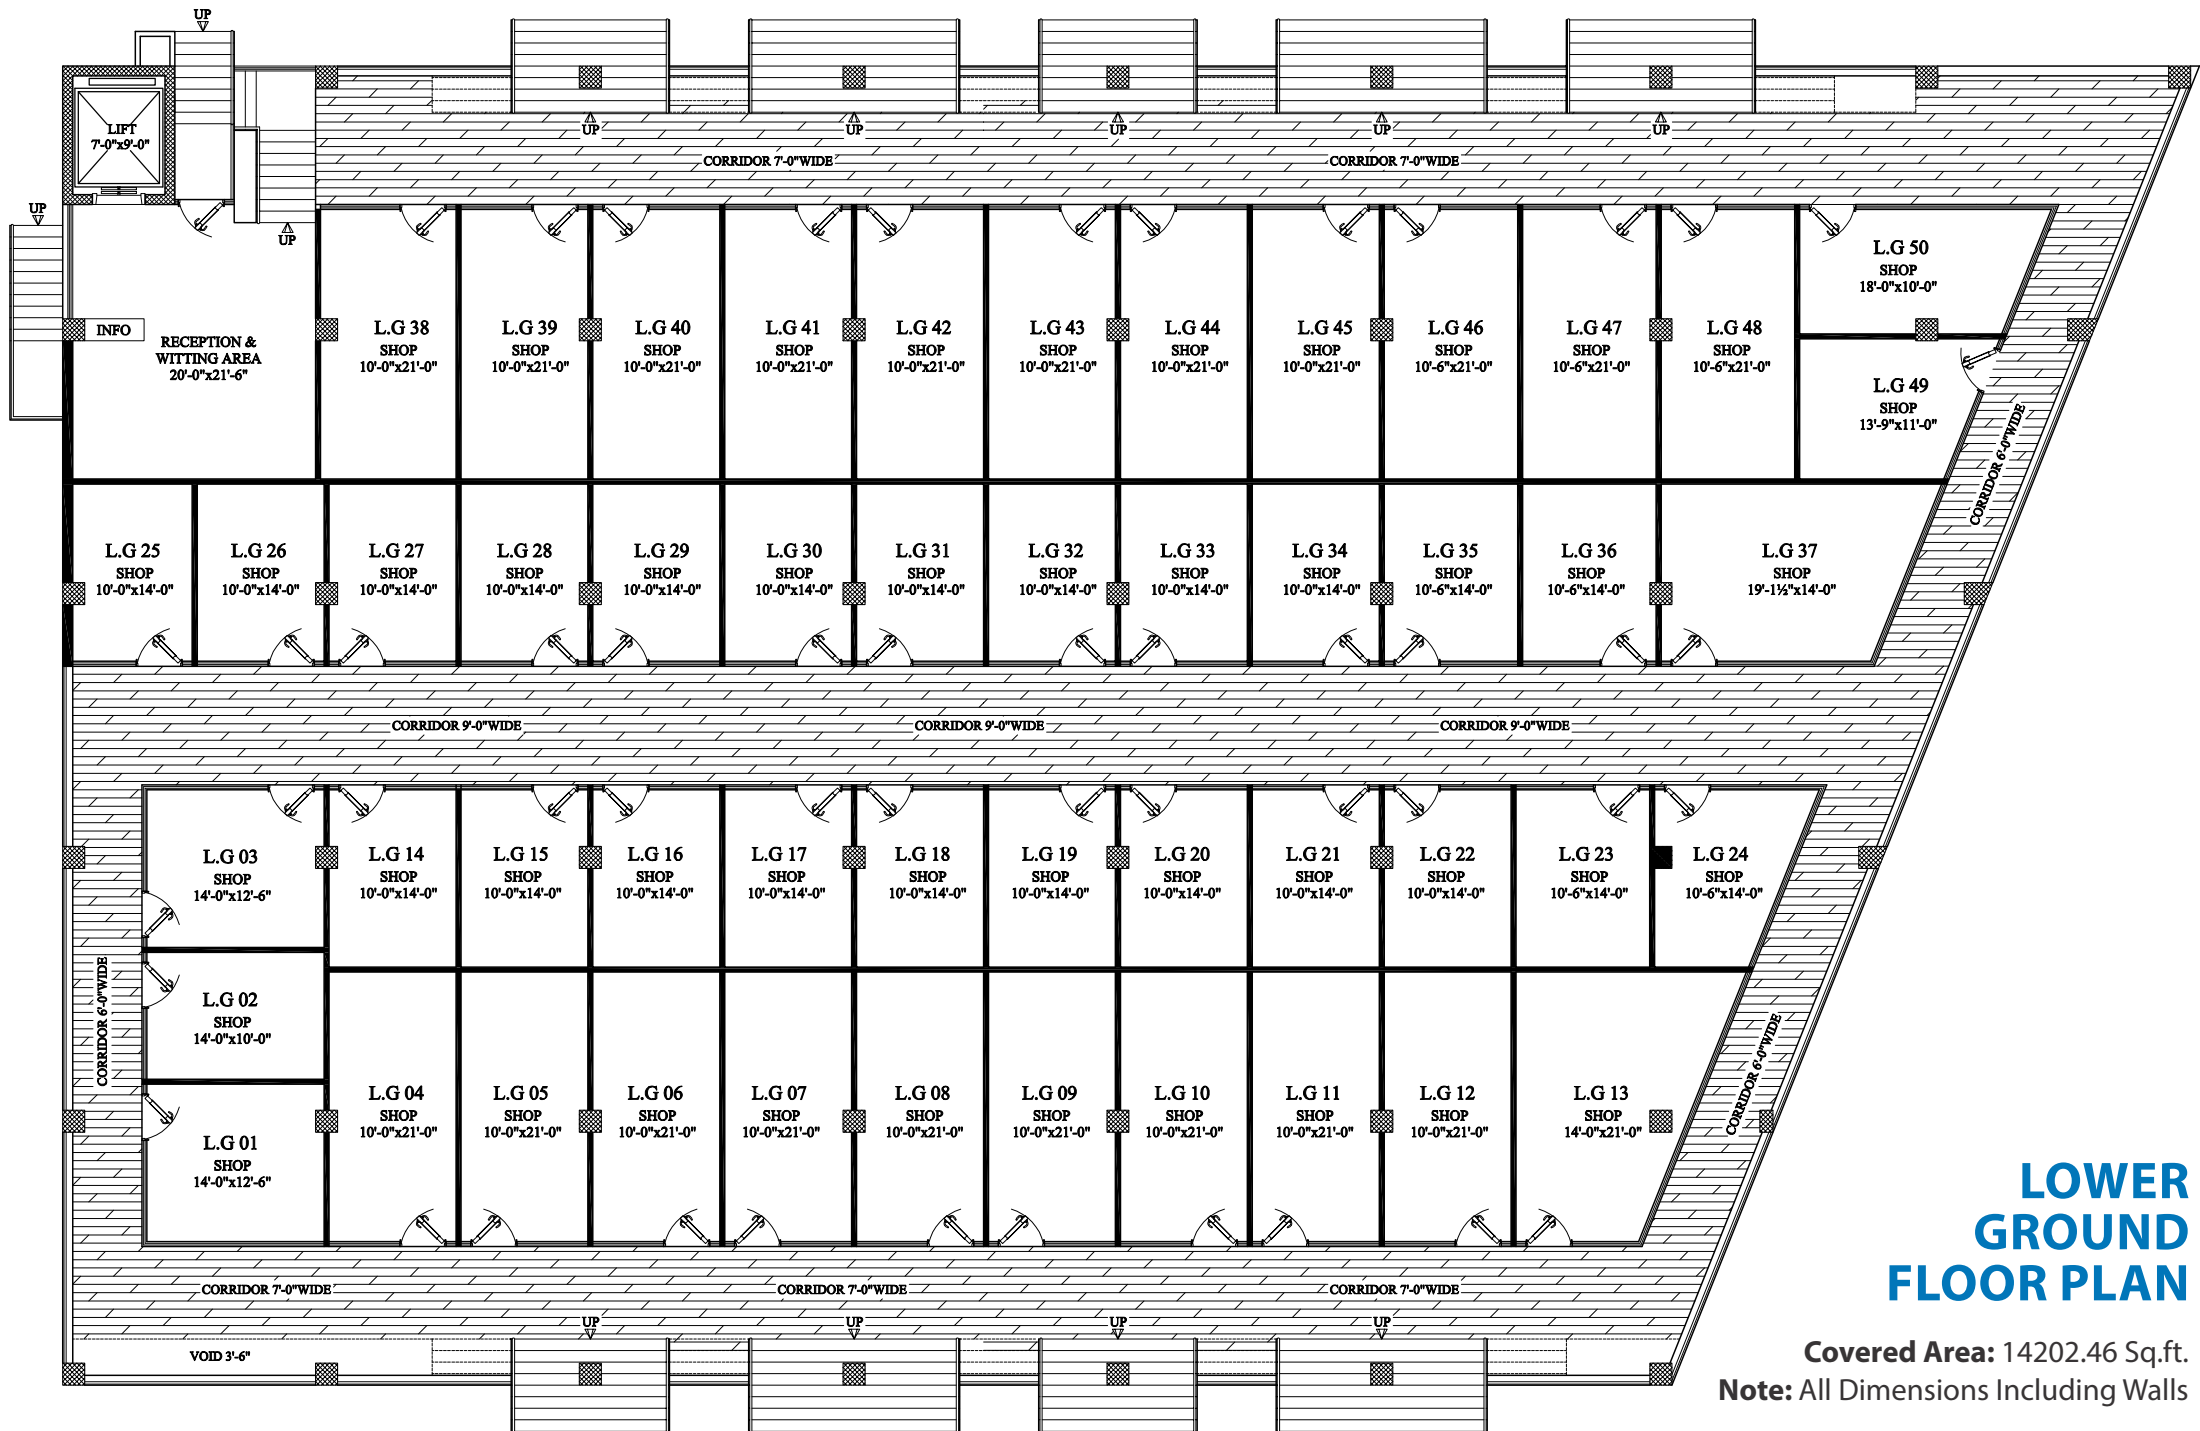 UP
LIFT
7'-0"x9'-0"
UP
UP
UP
UP
UP
UP
UP
CORRIDOR 7'-0"WIDE
CORRIDOR 7'-0"WIDE
INFO
RECEPTION &
WITTING AREA
20'-0"x21'-6"
L.G 38
SHOP
10'-0"x21'-0"
L.G 39
SHOP
10'-0"x21'-0"
L.G 40
SHOP
10'-0"x21'-0"
L.G 41
SHOP
10'-0"x21'-0"
L.G 42
SHOP
10'-0"x21'-0"
L.G 43
SHOP
10'-0"x21'-0"
L.G 44
SHOP
10'-0"x21'-0"
L.G 45
SHOP
10'-0"x21'-0"
L.G 46
SHOP
10'-6"x21'-0"
L.G 47
SHOP
10'-6"x21'-0"
L.G 48
SHOP
10'-6"x21'-0"
L.G 50
SHOP
18'-0"x10'-0"
L.G 49
SHOP
13'-9"x11'-0"
CORRIDOR 6'-0"WIDE
L.G 25
SHOP
10'-0"x14'-0"
L.G 26
SHOP
10'-0"x14'-0"
L.G 27
SHOP
10'-0"x14'-0"
L.G 28
SHOP
10'-0"x14'-0"
L.G 29
SHOP
10'-0"x14'-0"
L.G 30
SHOP
10'-0"x14'-0"
L.G 31
SHOP
10'-0"x14'-0"
L.G 32
SHOP
10'-0"x14'-0"
L.G 33
SHOP
10'-0"x14'-0"
L.G 34
SHOP
10'-0"x14'-0"
L.G 35
SHOP
10'-6"x14'-0"
L.G 36
SHOP
10'-6"x14'-0"
L.G 37
SHOP
19'-1½"x14'-0"
CORRIDOR 9'-0"WIDE
CORRIDOR 9'-0"WIDE
CORRIDOR 9'-0"WIDE
L.G 03
SHOP
14'-0"x12'-6"
L.G 14
SHOP
10'-0"x14'-0"
L.G 15
SHOP
10'-0"x14'-0"
L.G 16
SHOP
10'-0"x14'-0"
L.G 17
SHOP
10'-0"x14'-0"
L.G 18
SHOP
10'-0"x14'-0"
L.G 19
SHOP
10'-0"x14'-0"
L.G 20
SHOP
10'-0"x14'-0"
L.G 21
SHOP
10'-0"x14'-0"
L.G 22
SHOP
10'-0"x14'-0"
L.G 23
SHOP
10'-6"x14'-0"
L.G 24
SHOP
10'-6"x14'-0"
CORRIDOR 6'-0"WIDE
L.G 02
SHOP
14'-0"x10'-0"
L.G 01
SHOP
14'-0"x12'-6"
L.G 04
SHOP
10'-0"x21'-0"
L.G 05
SHOP
10'-0"x21'-0"
L.G 06
SHOP
10'-0"x21'-0"
L.G 07
SHOP
10'-0"x21'-0"
L.G 08
SHOP
10'-0"x21'-0"
L.G 09
SHOP
10'-0"x21'-0"
L.G 10
SHOP
10'-0"x21'-0"
L.G 11
SHOP
10'-0"x21'-0"
L.G 12
SHOP
10'-0"x21'-0"
L.G 13
SHOP
14'-0"x21'-0"
CORRIDOR 6'-0"WIDE
CORRIDOR 7'-0"WIDE
CORRIDOR 7'-0"WIDE
CORRIDOR 7'-0"WIDE
UP
UP
UP
UP
VOID 3'-6"
LOWER
GROUND
FLOOR PLAN
Covered Area: 14202.46 Sq.ft.
Note: All Dimensions Including Walls